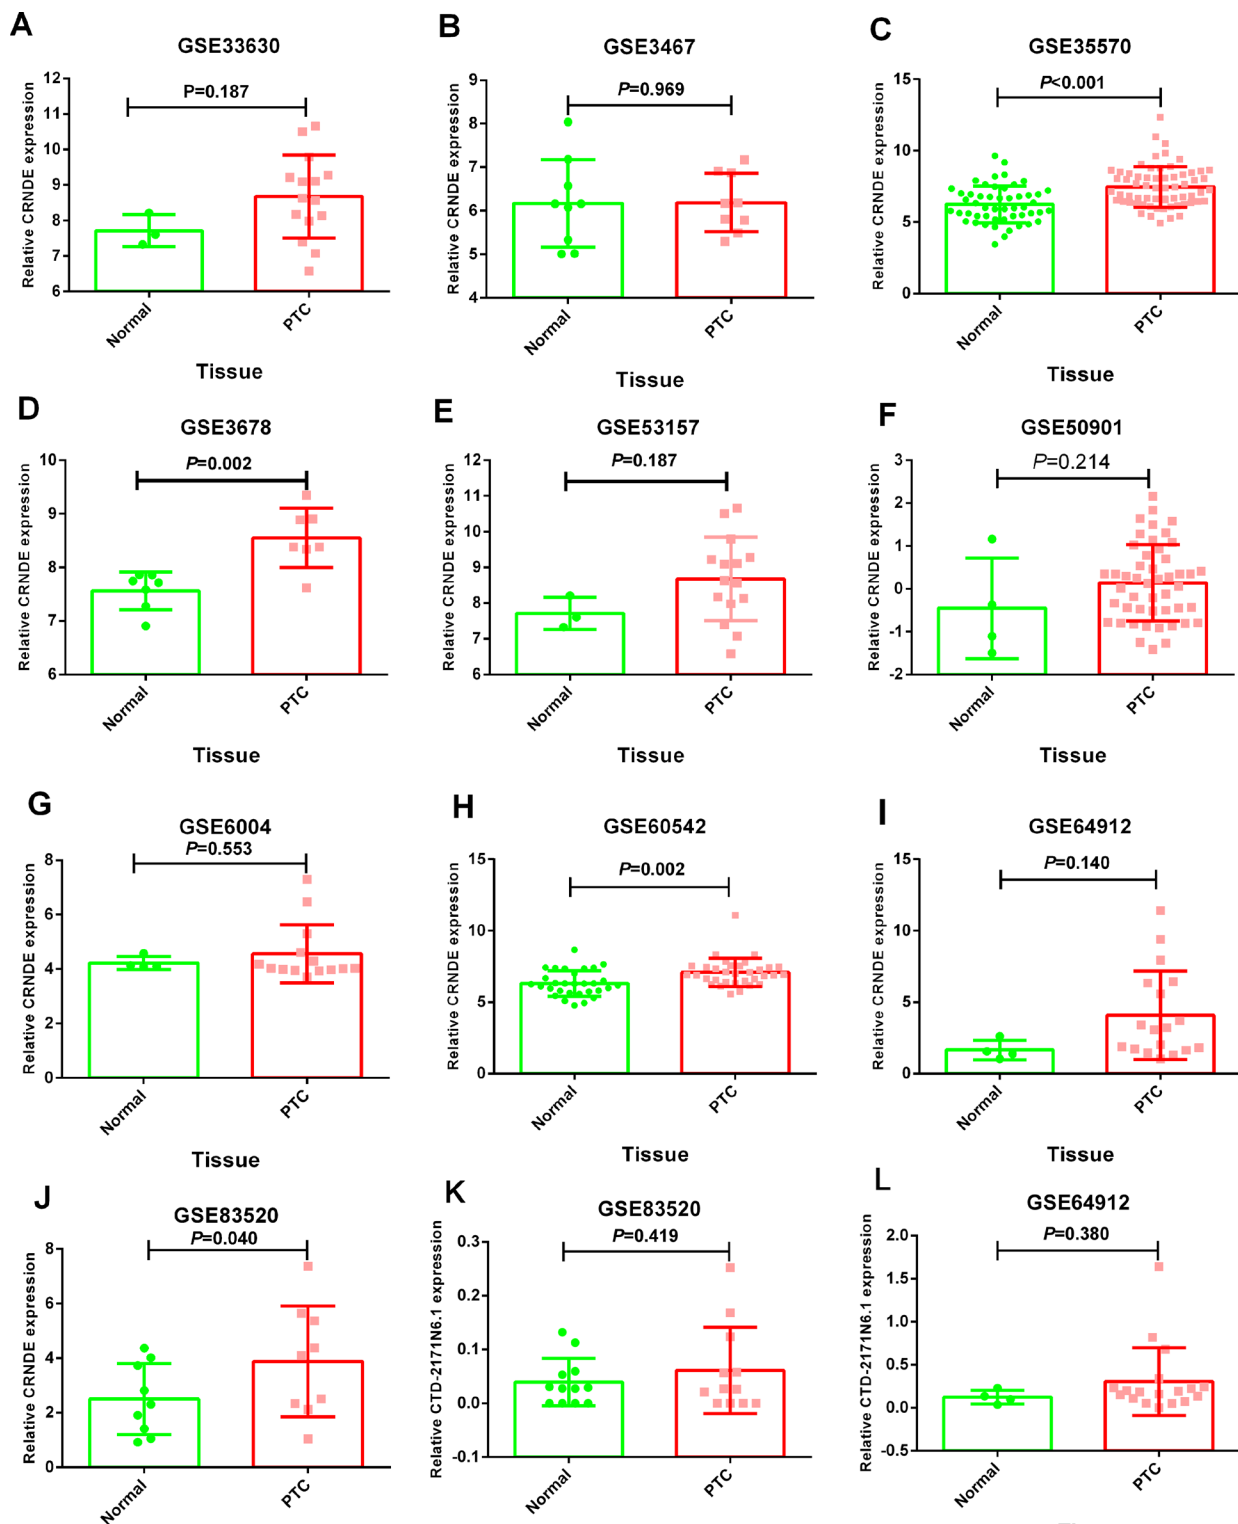 A
GSE33630
P=0.187
Relative CRNDE expression
12
11
10
9
8
7
6
Normal
PTC
Tissue
B
GSE3467
P=0.969
Relative CRNDE expression
9
8
7
6
5
4
Normal
PTC
Tissue
C
GSE35570
P<0.001
Relative CRNDE expression
15
10
5
0
Normal
PTC
Tissue
D
GSE3678
P=0.002
Relative CRNDE expression
10
9
8
7
6
Normal
PTC
Tissue
E
GSE53157
P=0.187
Relative CRNDE expression
12
11
10
9
8
7
6
Normal
PTC
Tissue
F
GSE50901
P=0.214
Relative CRNDE expression
3
2
1
0
-1
-2
Normal
PTC
Tissue
G
GSE6004
P=0.553
Relative CRNDE expression
8
6
4
2
0
Normal
PTC
Tissue
H
GSE60542
P=0.002
Relative CRNDE expression
15
10
5
0
Normal
PTC
Tissue
I
GSE64912
P=0.140
Relative CRNDE expression
15
10
5
0
Normal
PTC
Tissue
J
GSE83520
P=0.040
Relative CRNDE expression
8
6
4
2
0
Normal
PTC
K
GSE83520
P=0.419
Relative CTD-2171N6.1 expression
0.3
0.2
0.1
0.0
-0.1
Normal
PTC
L
GSE64912
P=0.380
Relative CTD-2171N6.1 expression
2.0
1.5
1.0
0.5
0.0
-0.5
Normal
PTC